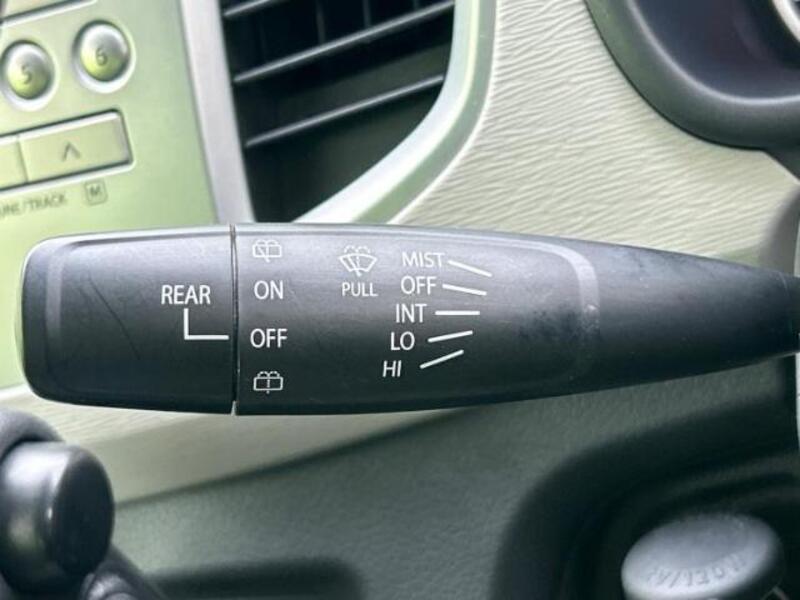 5
6
∧
TUNE/TRACK M
REAR
ON
OFF
PULL
MIST
OFF
INT
LO
HI